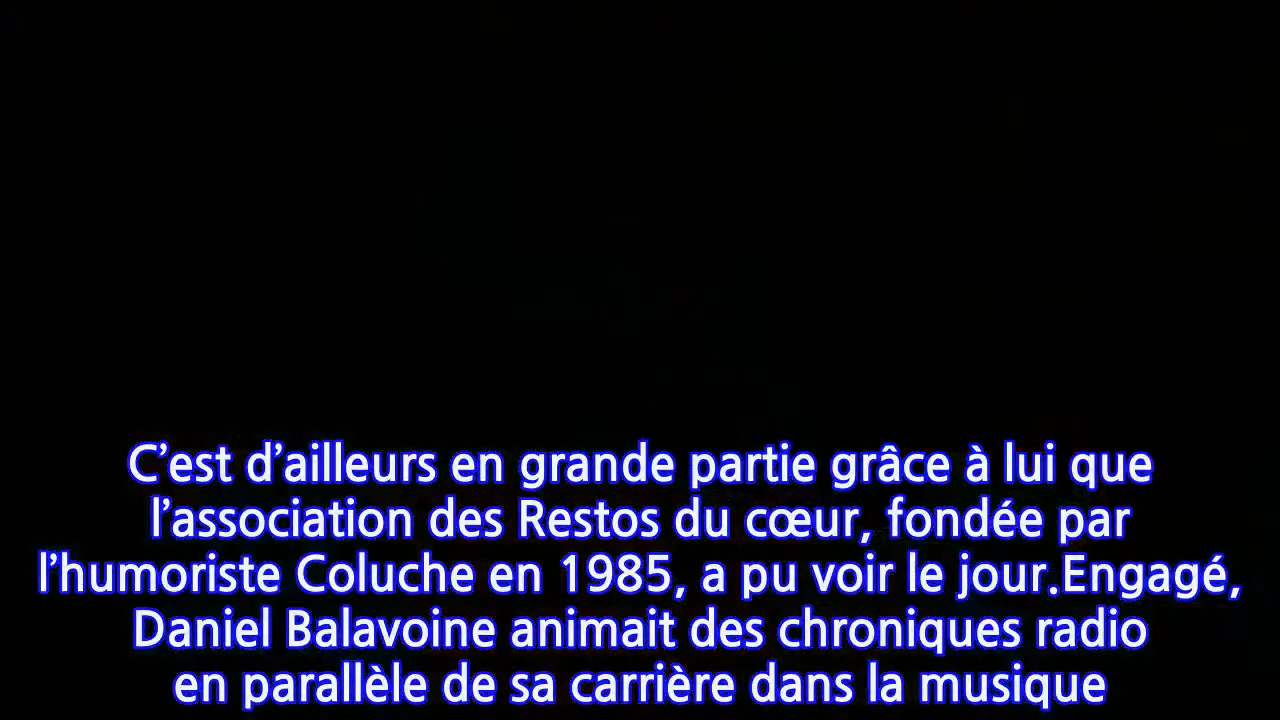 C’est d’ailleurs en grande partie grâce à lui que
l’association des Restos du cœur, fondée par
l’humoriste Coluche en 1985, a pu voir le jour.Engagé,
Daniel Balavoine animait des chroniques radio
en parallèle de sa carrière dans la musique